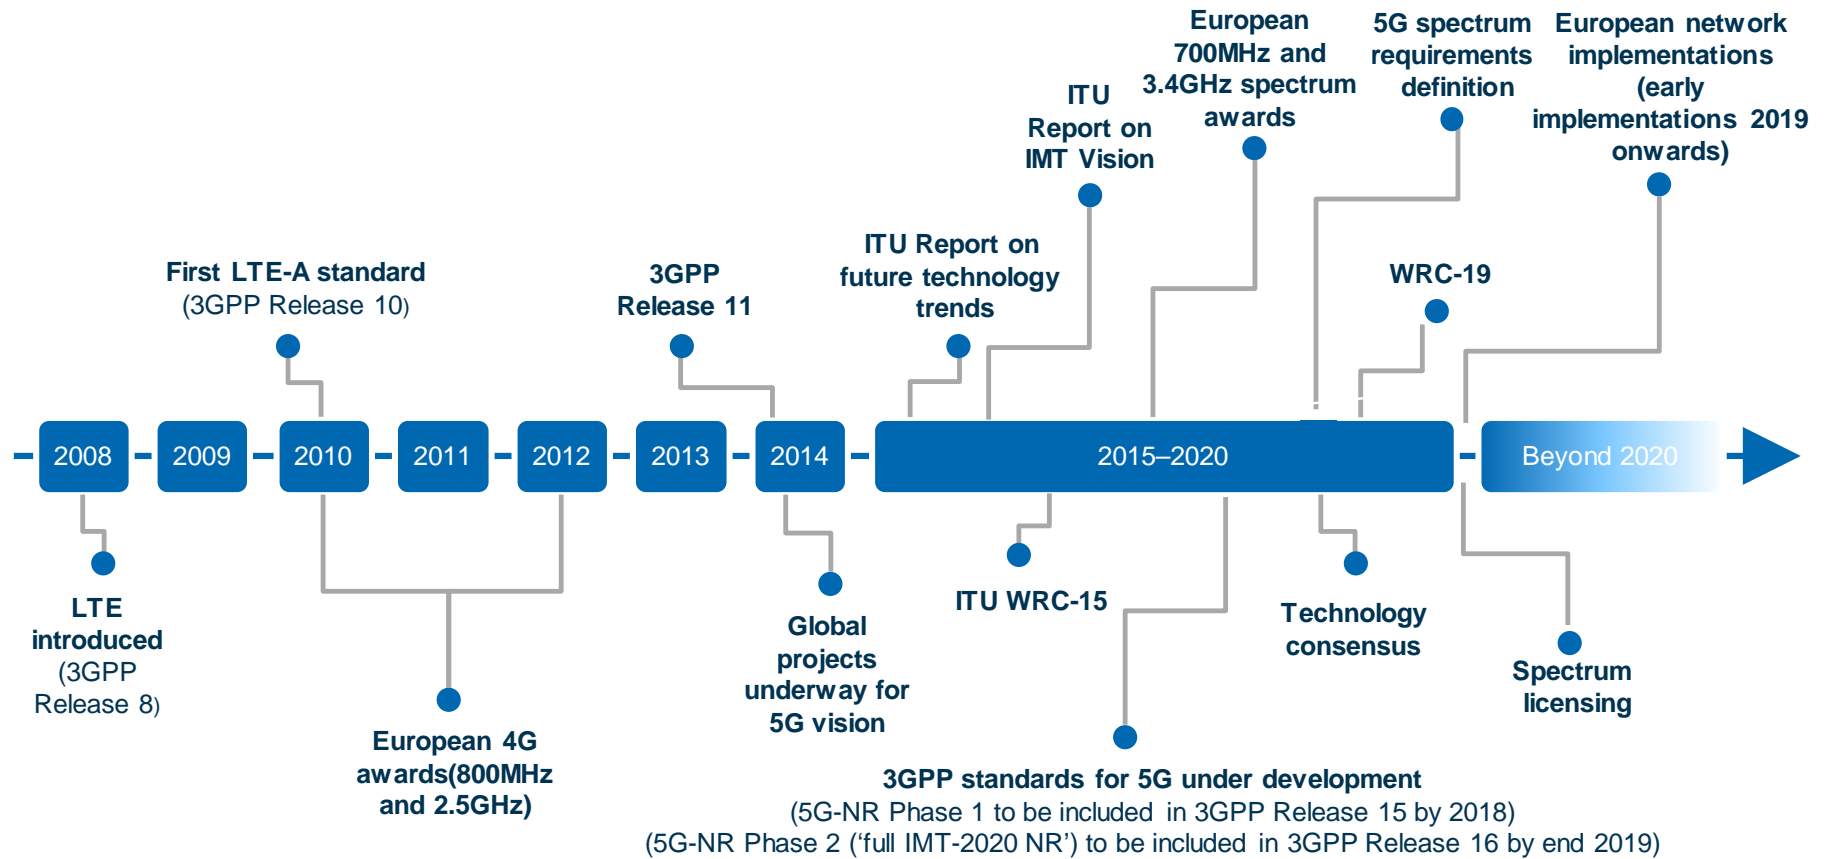 European
700MHz and
3.4GHz spectrum
awards
5G spectrum
requirements
definition
European network
implementations
(early
implementations 2019
onwards)
ITU
Report on
IMT Vision
ITU Report on
future technology
trends
First LTE-A standard
(3GPP Release 10)
3GPP
Release 11
WRC-19
2008
2009
2010
2011
2012
2013
2014
2015–2020
Beyond 2020
LTE
introduced
(3GPP
Release 8)
European 4G
awards(800MHz
and 2.5GHz)
Global
projects
underway for
5G vision
ITU WRC-15
Technology
consensus
Spectrum
licensing
3GPP standards for 5G under development
(5G-NR Phase 1 to be included in 3GPP Release 15 by 2018)
(5G-NR Phase 2 (‘full IMT-2020 NR’) to be included in 3GPP Release 16 by end 2019)